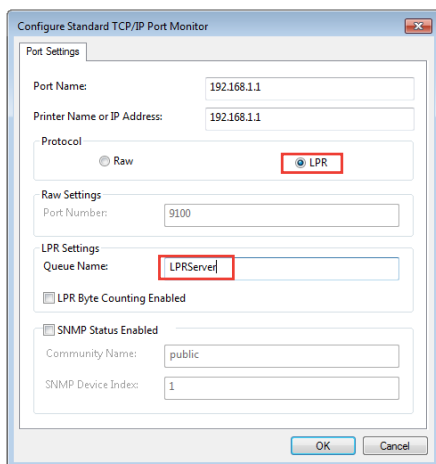 Configure Standard TCP/IP Port Monitor
Port Settings
Port Name: 192.168.1.1
Printer Name or IP Address: 192.168.1.1
Protocol
Raw LPR
Raw Settings
Port Number: 9100
LPR Settings
Queue Name: LPRServer
LPR Byte Counting Enabled
SNMP Status Enabled
Community Name: public
SNMP Device Index: 1
OK Cancel